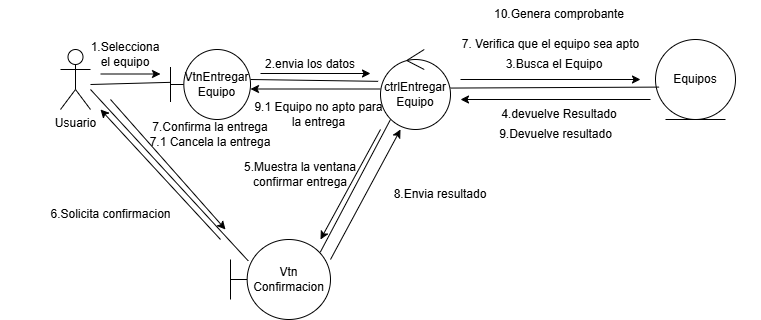 10.Genera comprobante
1.Selecciona
el equipo
7. Verifica que el equipo sea apto
2.envia los datos
3.Busca el Equipo
VtnEntregar
Equipo
ctrlEntregar
Equipo
Equipos
9.1 Equipo no apto para
la entrega
4.devuelve Resultado
9.Devuelve resultado
Usuario
7.Confirma la entrega
7.1 Cancela la entrega
5.Muestra la ventana
confirmar entrega
8.Envia resultado
6.Solicita confirmacion
Vtn
Confirmacion